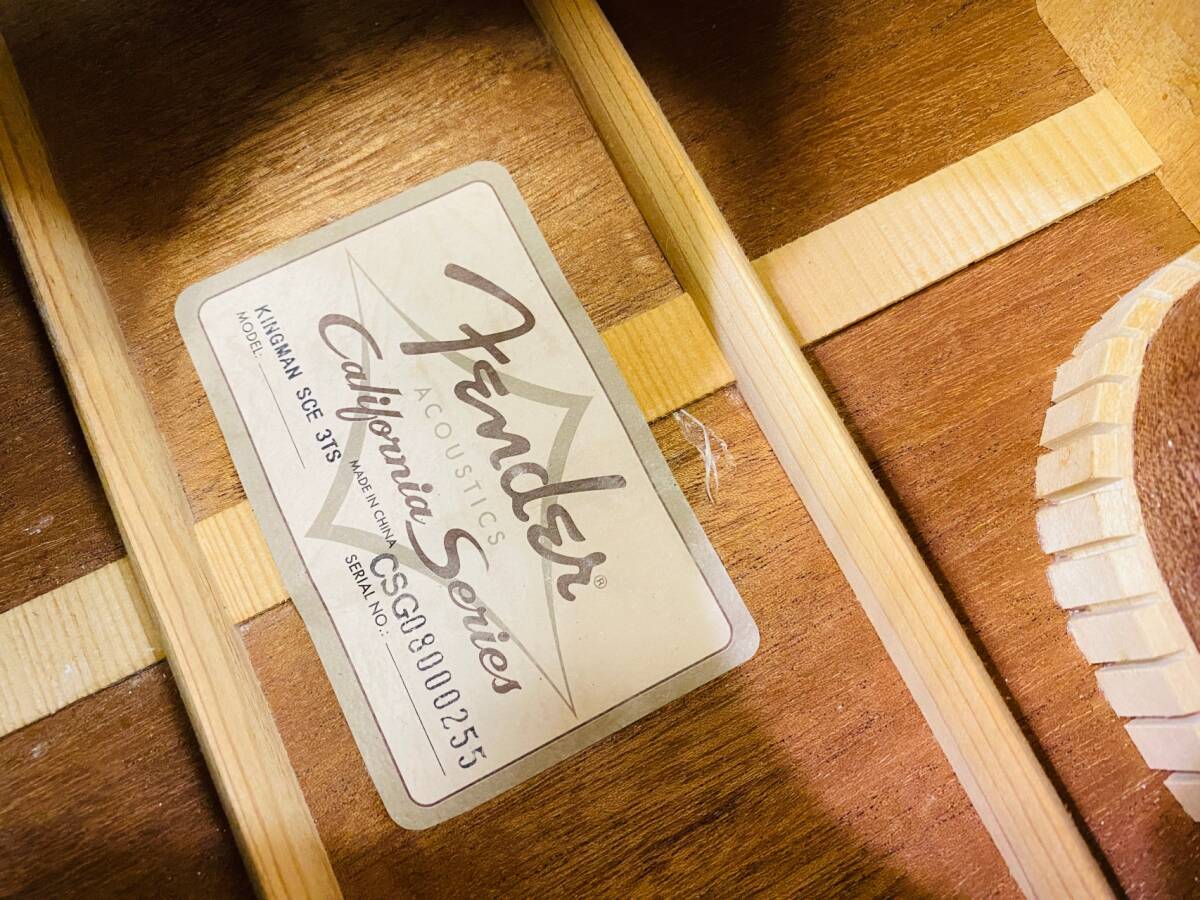 Fender®
ACOUSTICS
California Series
MADE IN CHINA
KINGMAN SCE 3TS
MODEL:
CSG08000255
SERIAL NO.: